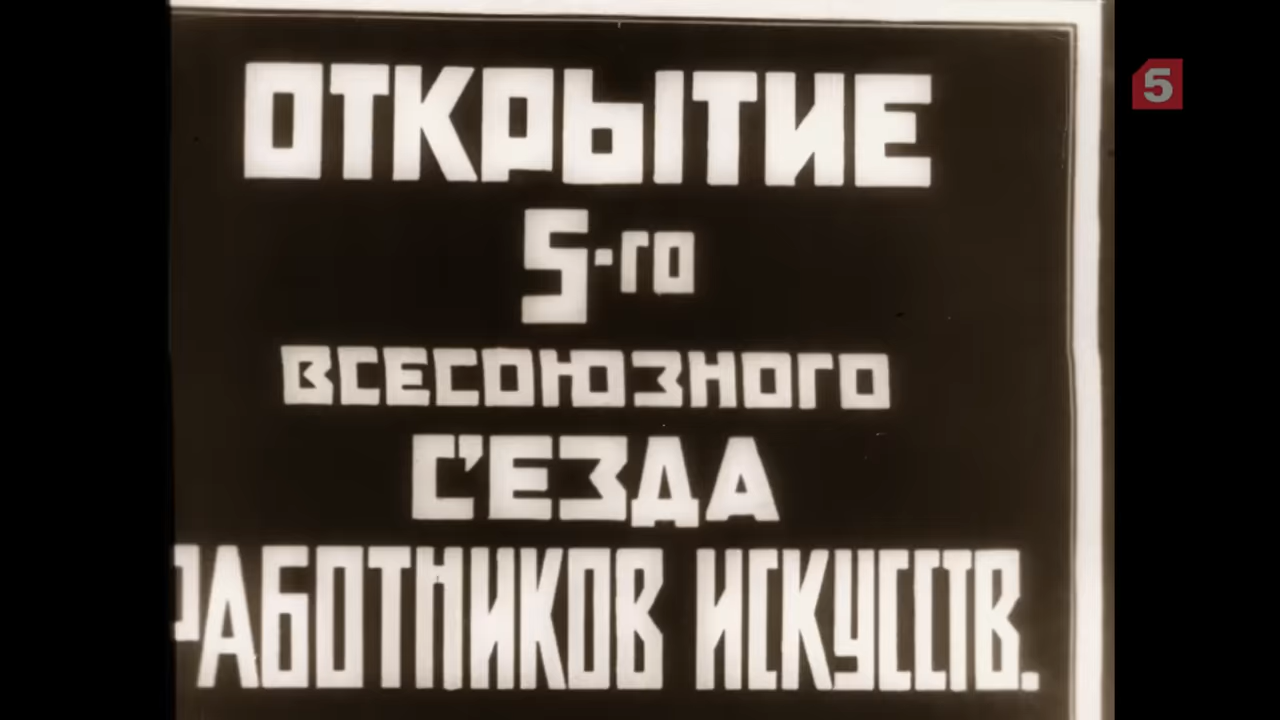 ОТКРЫТИЕ
5-го
ВСЕСОЮЗНОГО
С'ЕЗДА
РАБОТНИКОВ ИСКУССТВ.
5